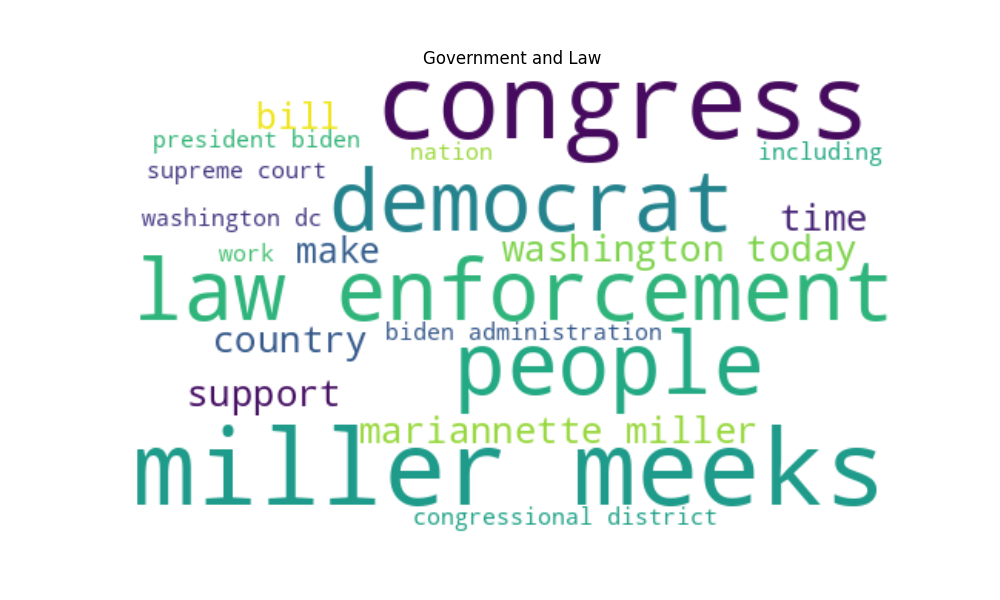 Government and Law
congress
bill
president biden
nation
including
supreme court
democrat
washington dc
time
work
make
washington today
law enforcement
country
biden administration
people
support
mariannette miller
miller meeks
congressional district